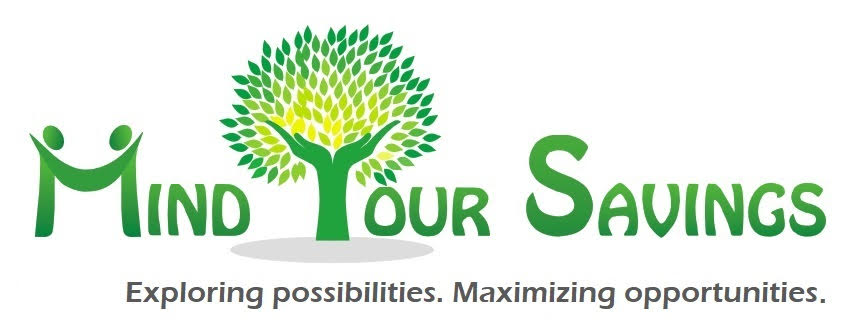 MIND YOUR SAVINGS
Exploring possibilities. Maximizing opportunities.